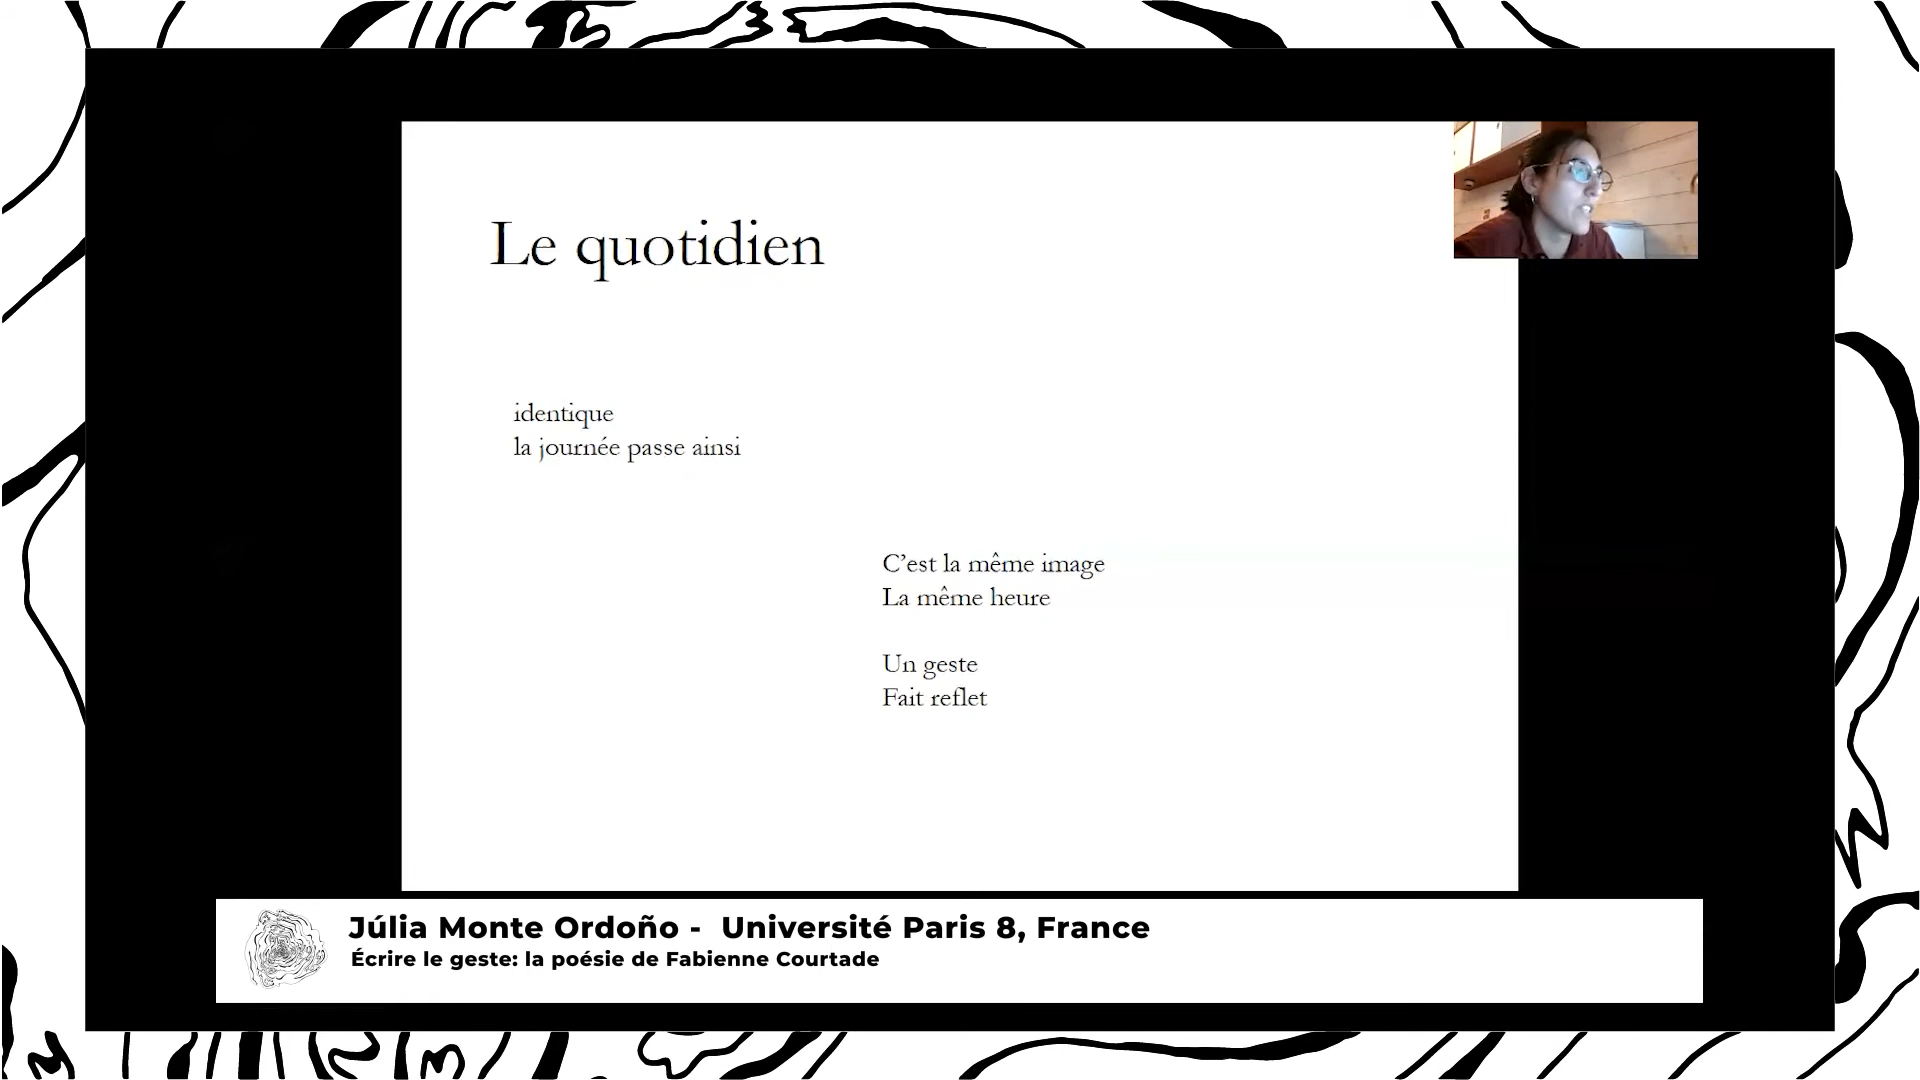 Le quotidien
identique
la journée passe ainsi
C’est la même image
La même heure
Un geste
Fait reflet
Júlia Monte Ordoño -  Université Paris 8, France
Écrire le geste: la poésie de Fabienne Courtade